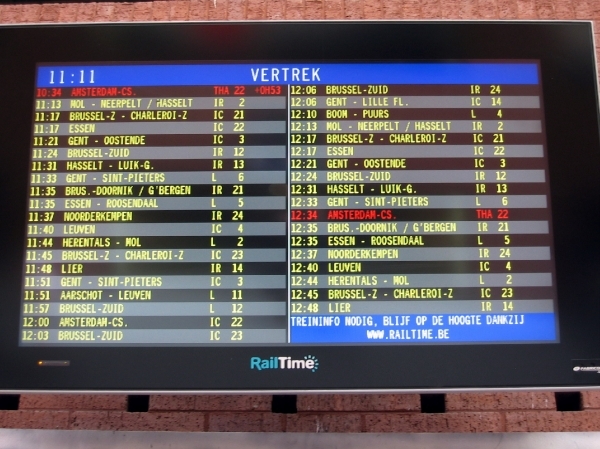 11:11 VERTREK
10:34 AMSTERDAM-CS. THA 22 +0H53
11:13 MOL - NEERPELT / HASSELT IR 2
11:17 BRUSSEL-Z - CHARLEROI-Z IC 21
11:17 ESSEN IC 22
11:21 GENT - OOSTENDE IC 3
11:24 BRUSSEL-ZUID IR 12
11:31 HASSELT - LUIK-G. IR 13
11:33 GENT - SINT-PIETERS L 6
11:35 BRUS.-DOORNIK / G'BERGEN IR 21
11:35 ESSEN - ROOSENDAAL L 5
11:37 NOORDERKEMPEN IR 24
11:40 LEUVEN IC 4
11:44 HERENTALS - MOL L 2
11:45 BRUSSEL-Z - CHARLEROI-Z IC 23
11:48 LIER IR 14
11:51 GENT - SINT-PIETERS IC 3
11:51 AARSCHOT - LEUVEN L 11
11:57 BRUSSEL-ZUID L 12
12:00 AMSTERDAM-CS. IC 22
12:03 BRUSSEL-ZUID IC 23
12:06 BRUSSEL-ZUID IR 24
12:06 GENT - LILLE FL. IC 14
12:10 BOOM - PUURS L 4
12:13 MOL - NEERPELT / HASSELT IR 2
12:17 BRUSSEL-Z - CHARLEROI-Z IC 21
12:17 ESSEN IC 22
12:21 GENT - OOSTENDE IC 3
12:24 BRUSSEL-ZUID IR 12
12:31 HASSELT - LUIK-G. IR 13
12:33 GENT - SINT-PIETERS L 6
12:34 AMSTERDAM-CS. THA 22
12:35 BRUS.-DOORNIK / G'BERGEN IR 21
12:35 ESSEN - ROOSENDAAL L 5
12:37 NOORDERKEMPEN IR 24
12:40 LEUVEN IC 4
12:44 HERENTALS - MOL L 2
12:45 BRUSSEL-Z - CHARLEROI-Z IC 23
12:48 LIER IR 14
TREININFO NODIG, BLIJF OP DE HOOGTE DANKZIJ
WWW.RAILTIME.BE
RailTime